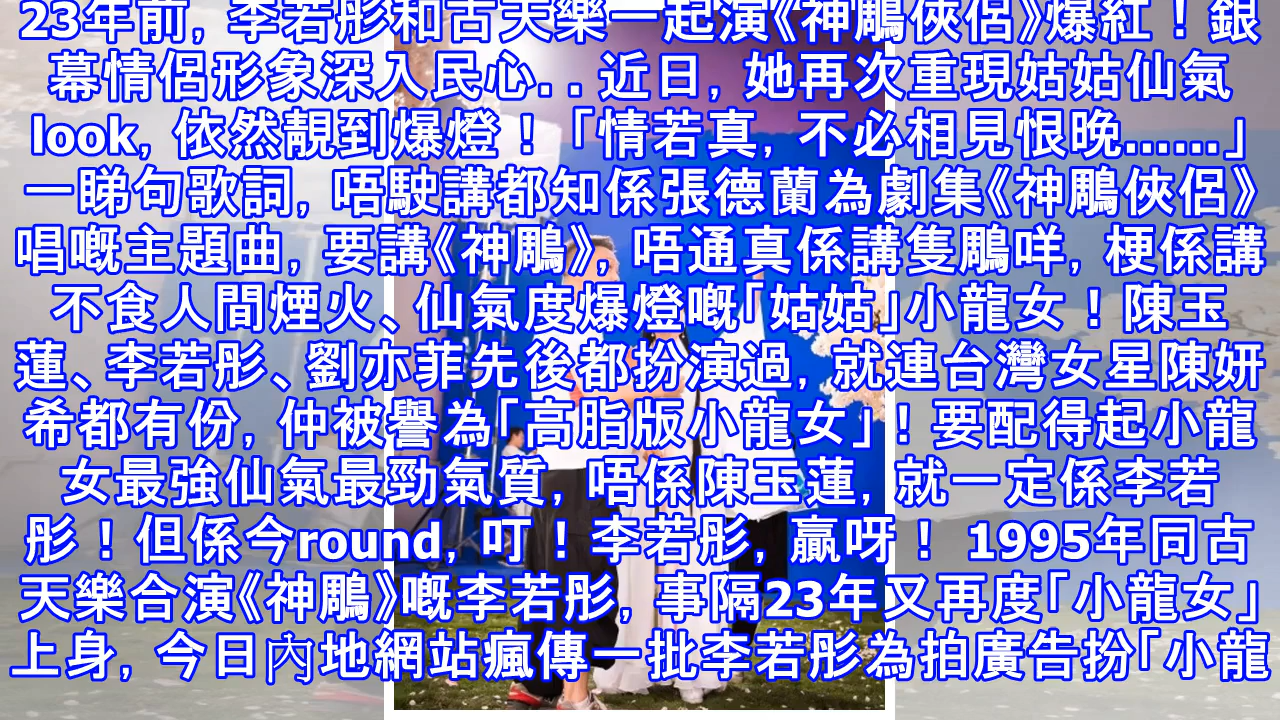 23年前, 李若彤和古天樂一起演《神鵰俠侶》爆紅！銀
幕情侶形象深入民心. . 近日, 她再次重現姑姑仙氣
look, 依然靚到爆燈！「情若真, 不必相見恨晚......」
一睇句歌詞, 唔駛講都知係張德蘭為劇集《神鵰俠侶》
唱嘅主題曲, 要講《神鵰》, 唔通真係講隻鵰咩, 梗係講
不食人間煙火、仙氣度爆燈嘅「姑姑」小龍女！陳玉
蓮、李若彤、劉亦菲先後都扮演過, 就連台灣女星陳妍
希都有份, 仲被譽為「高脂版小龍女」! 要配得起小龍
女最強仙氣最勁氣質, 唔係陳玉蓮, 就一定係李若
彤！但係今round, 叮！李若彤, 贏呀！ 1995年同古
天樂合演《神鵰》嘅李若彤, 事隔23年又再度「小龍女」
上身, 今日內地網站瘋傳一批李若彤為拍廣告扮「小龍